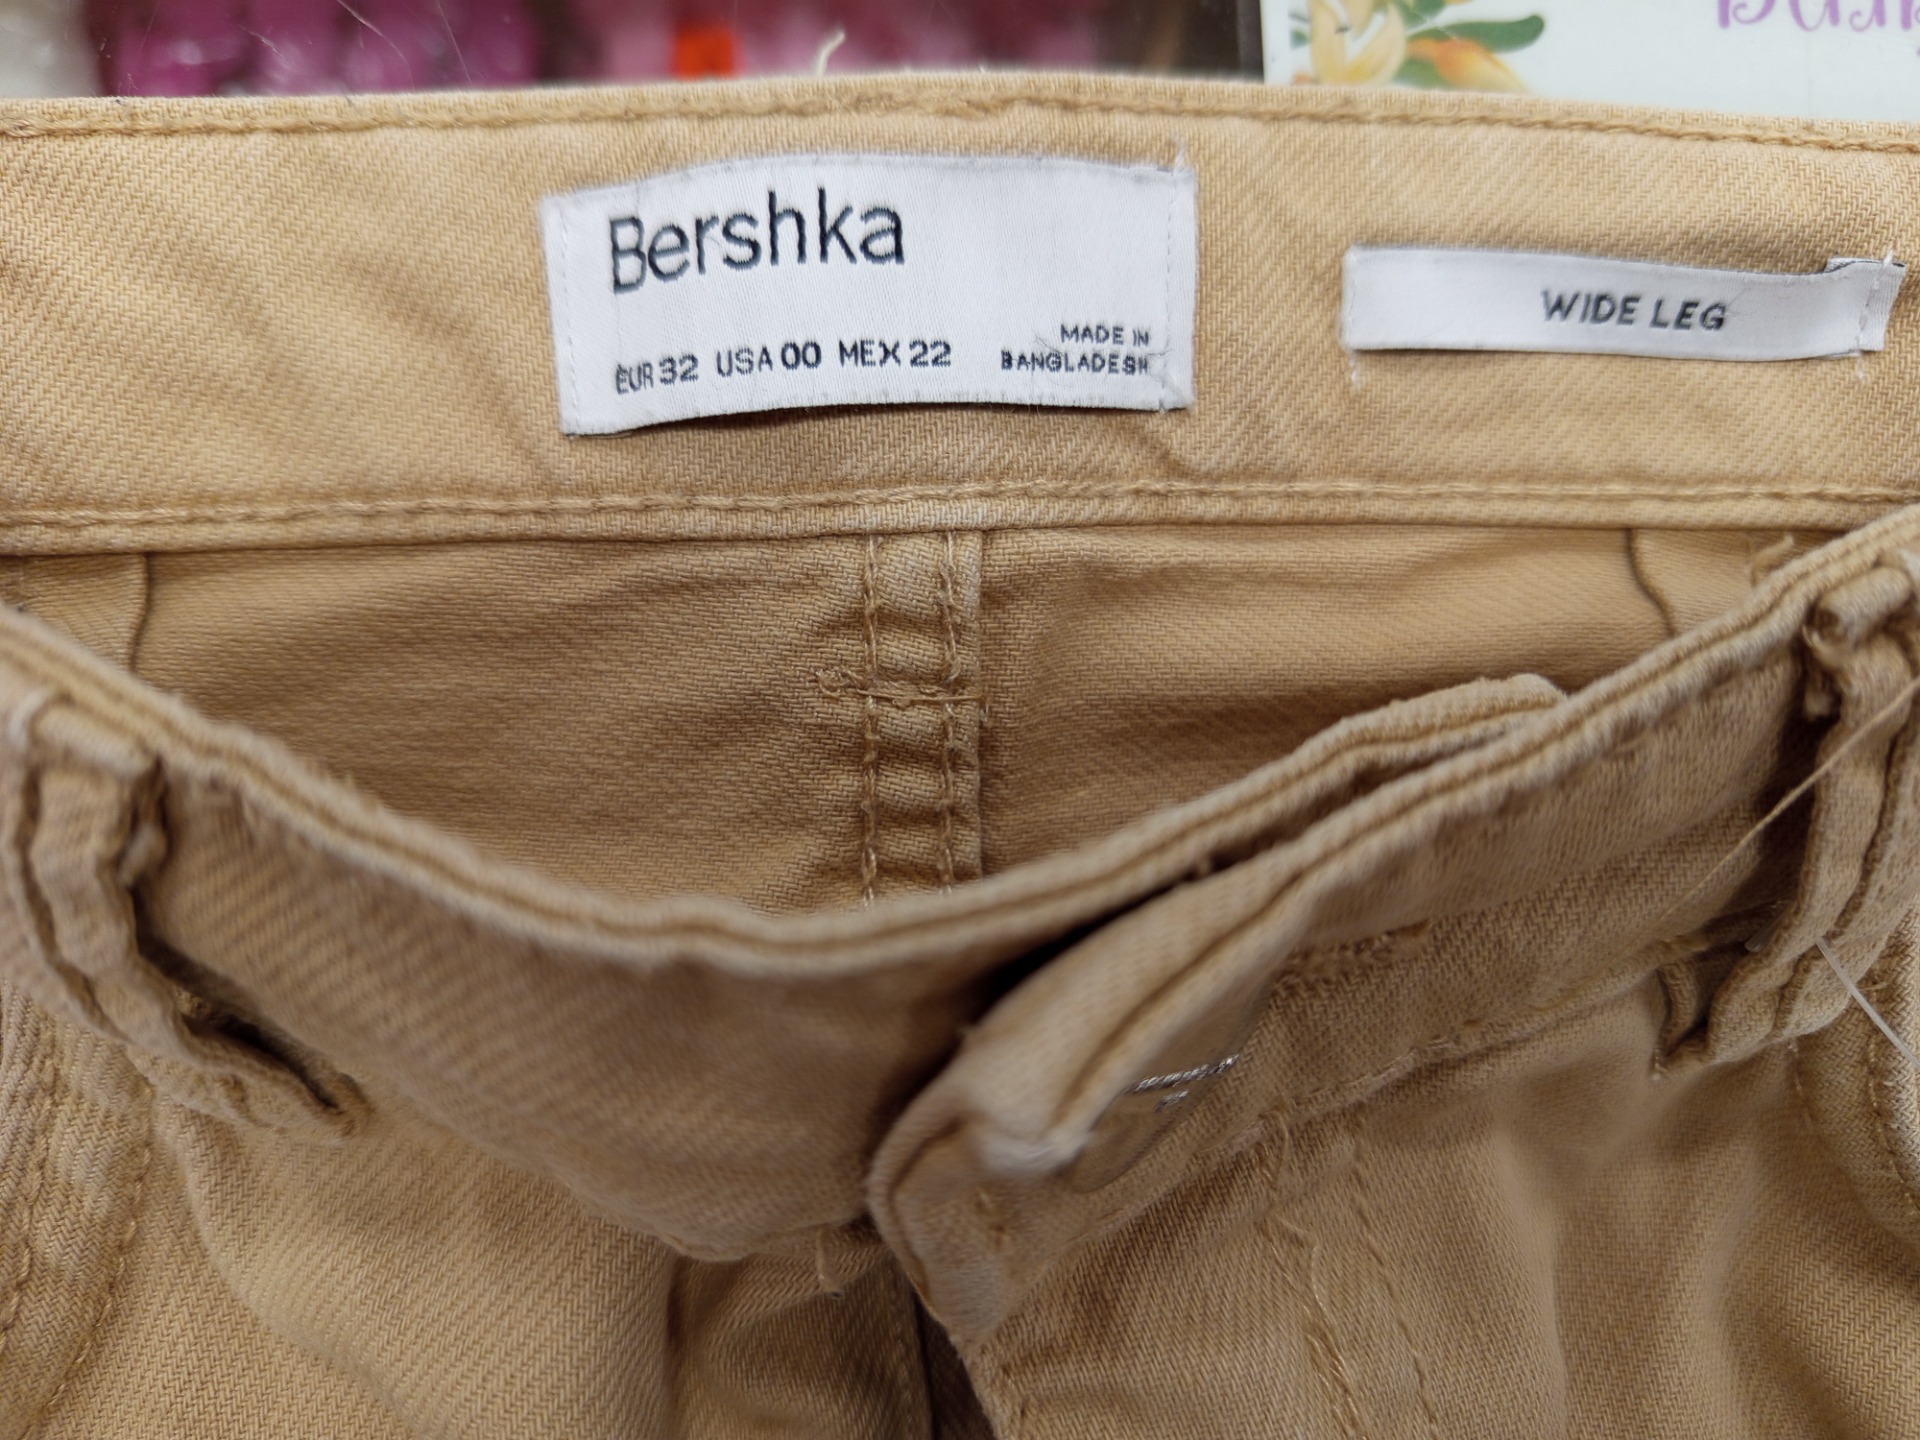 Bershka
EUR 32 USA 00 MEX 22
MADE IN
BANGLADESH
WIDE LEG